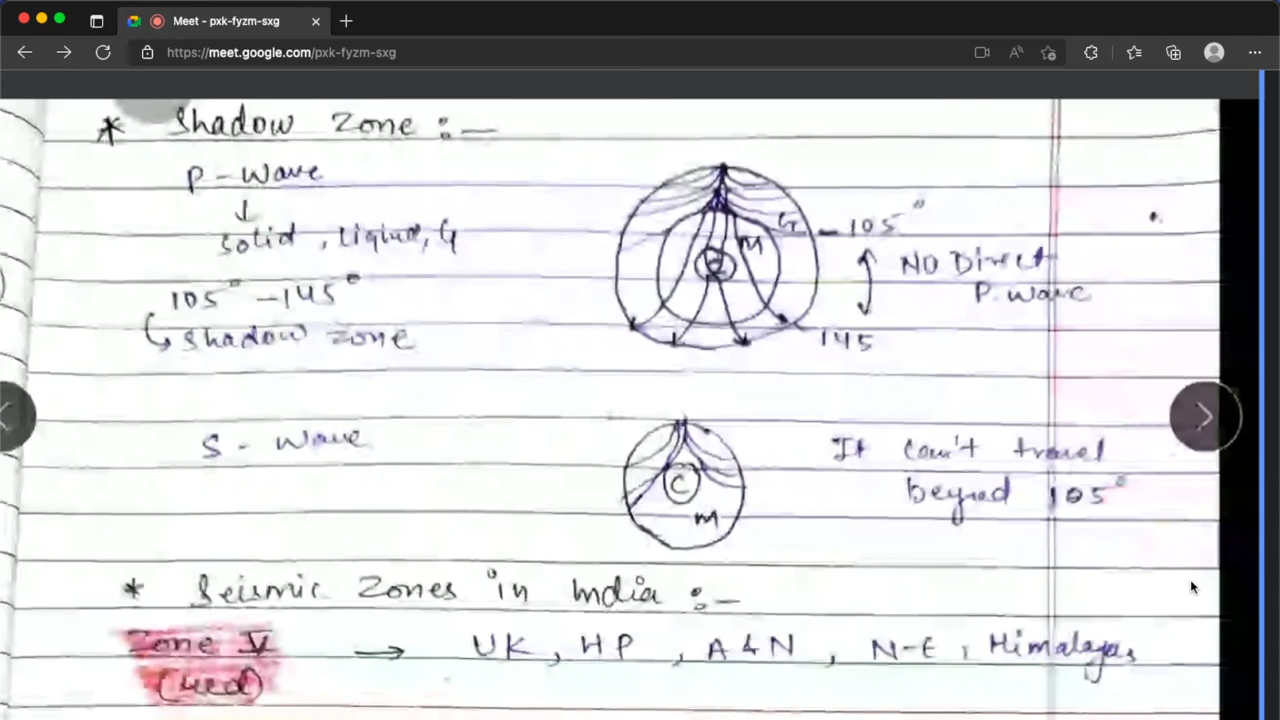 Meet - pxk-fyzm-sxg
https://meet.google.com/pxk-fyzm-sxg
* Shadow Zone :-
P-Wave
↓
Solid, Liquid, G
105° - 145°
↳ Shadow zone
M
105°
NO Direct
P. wave
145
S - Wave
C
M
It can't travel
beyond 105°
* Seismic Zones in India :-
Zone V → UK, HP, A&N, N-E, Himalayas
(red)